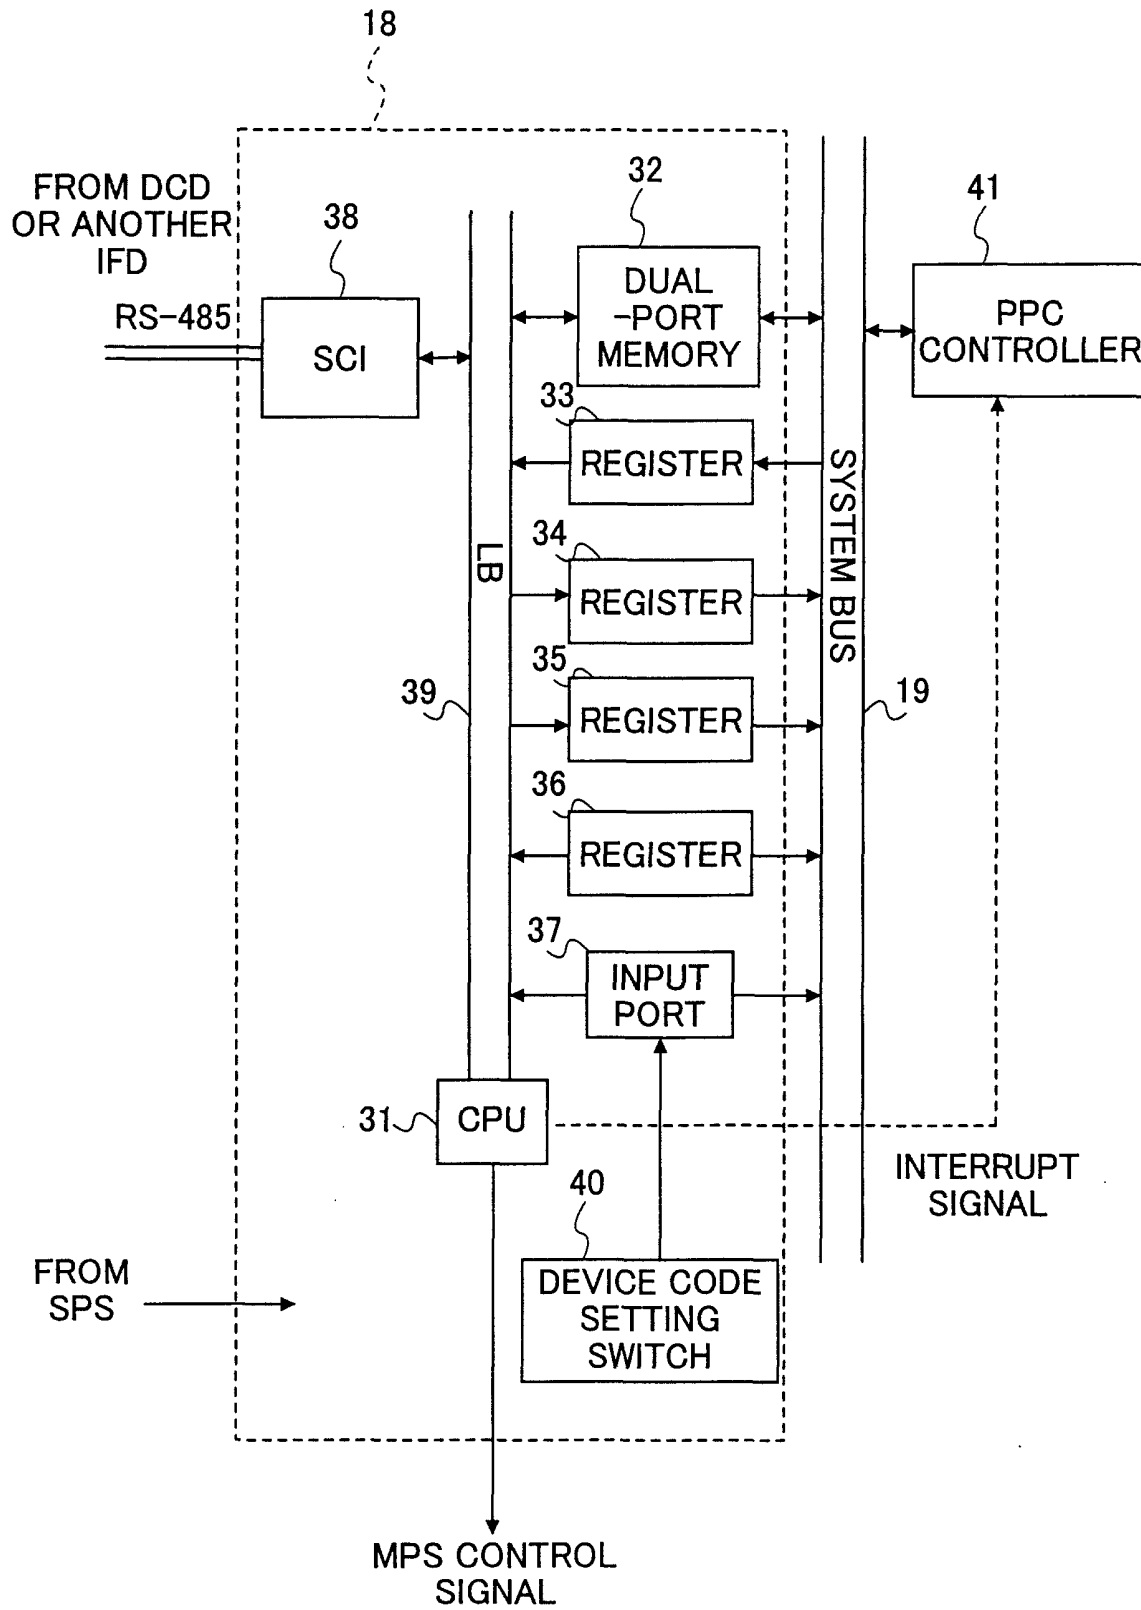 18
FROM DCD
OR ANOTHER
IFD
RS-485
38
SCI
32
DUAL
-PORT
MEMORY
41
PPC
CONTROLLER
33
REGISTER
34
REGISTER
35
REGISTER
36
REGISTER
37
INPUT
PORT
LB
39
SYSTEM BUS
19
31
CPU
INTERRUPT
SIGNAL
40
DEVICE CODE
SETTING
SWITCH
FROM
SPS
MPS CONTROL
SIGNAL